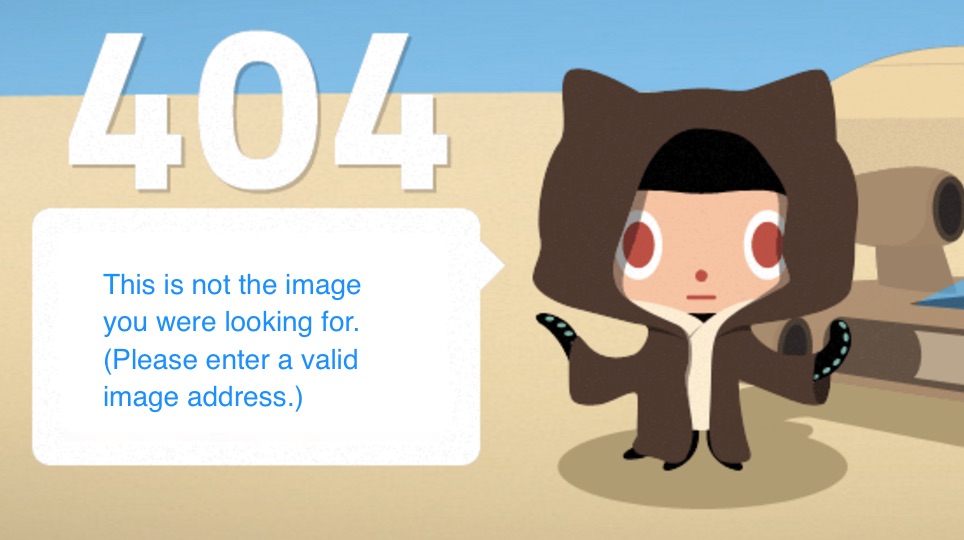 404
This is not the image
you were looking for.
(Please enter a valid
image address.)